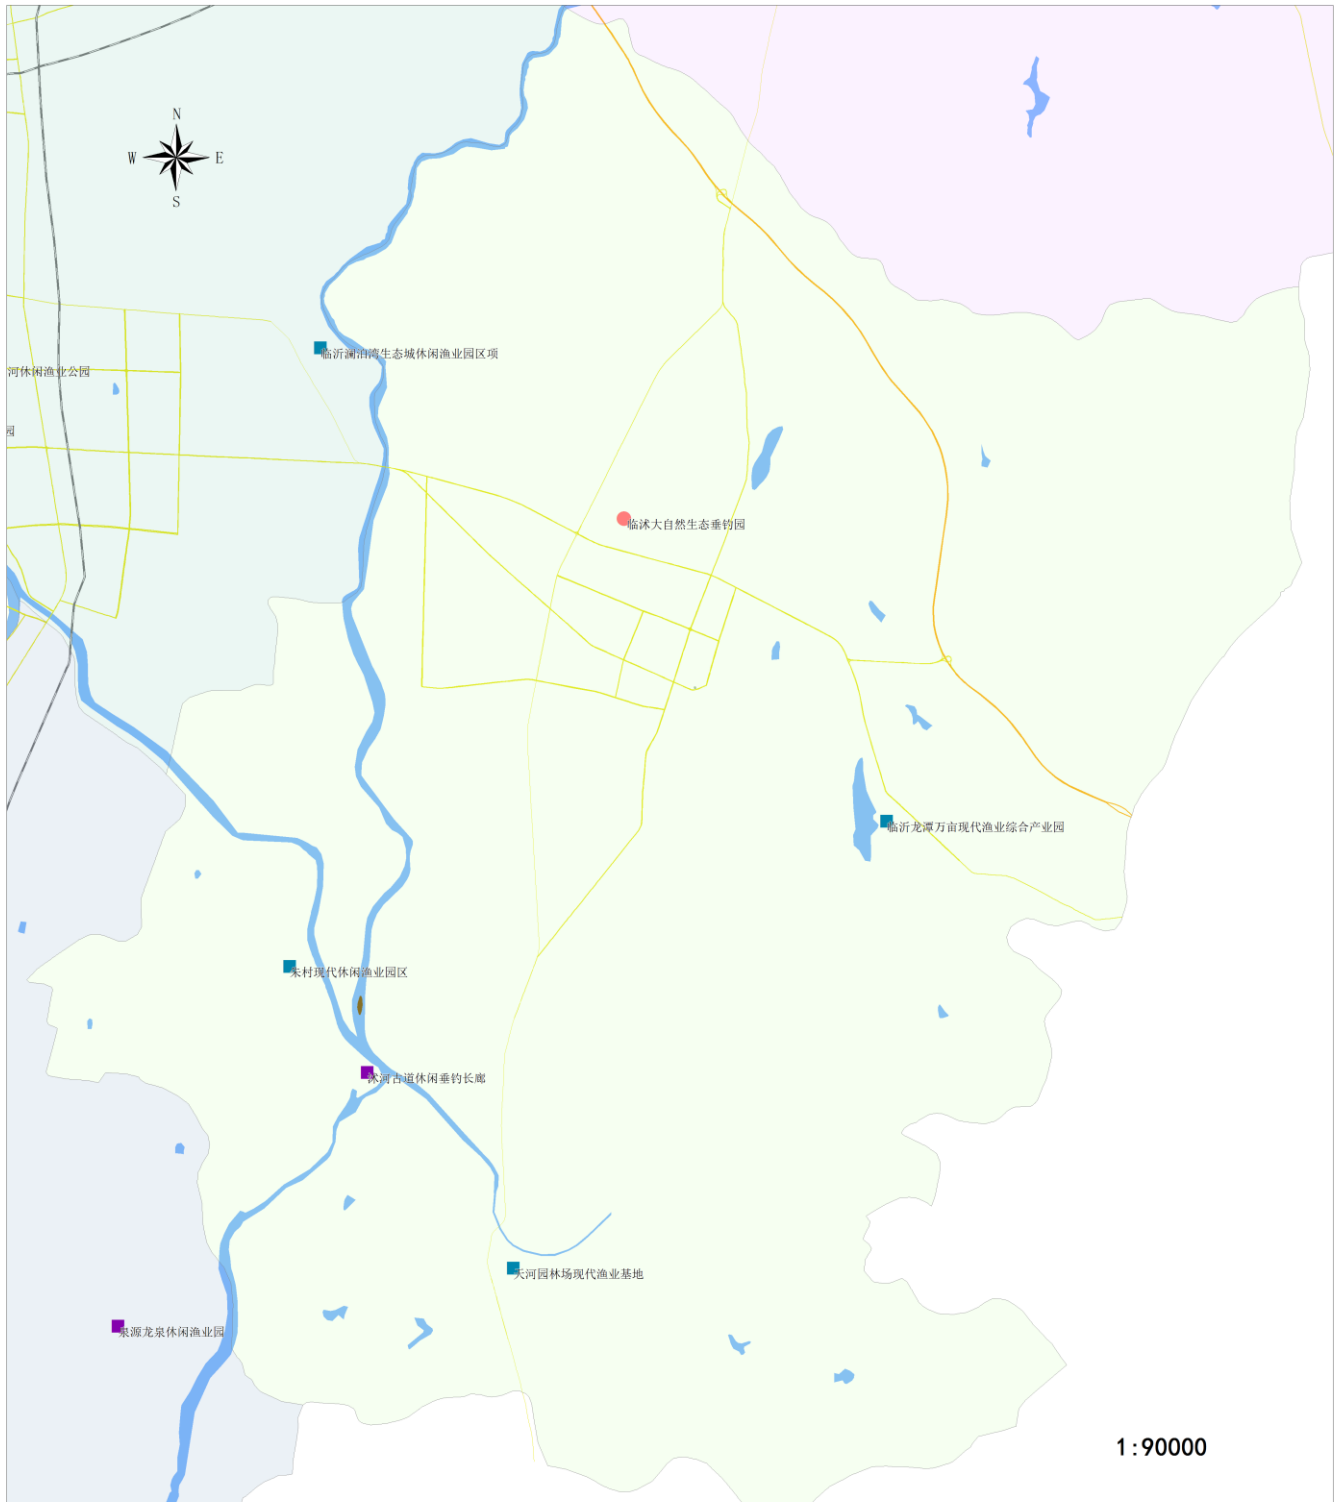 N
W
E
S
临沂澜泊湾生态城休闲渔业园区项
河休闲渔业公园
园
临沭大自然生态垂钓园
临沂龙潭万亩现代渔业综合产业园
朱村现代休闲渔业园区
沭河古道休闲垂钓长廊
天河园林场现代渔业基地
泉源龙泉休闲渔业园
1:90000